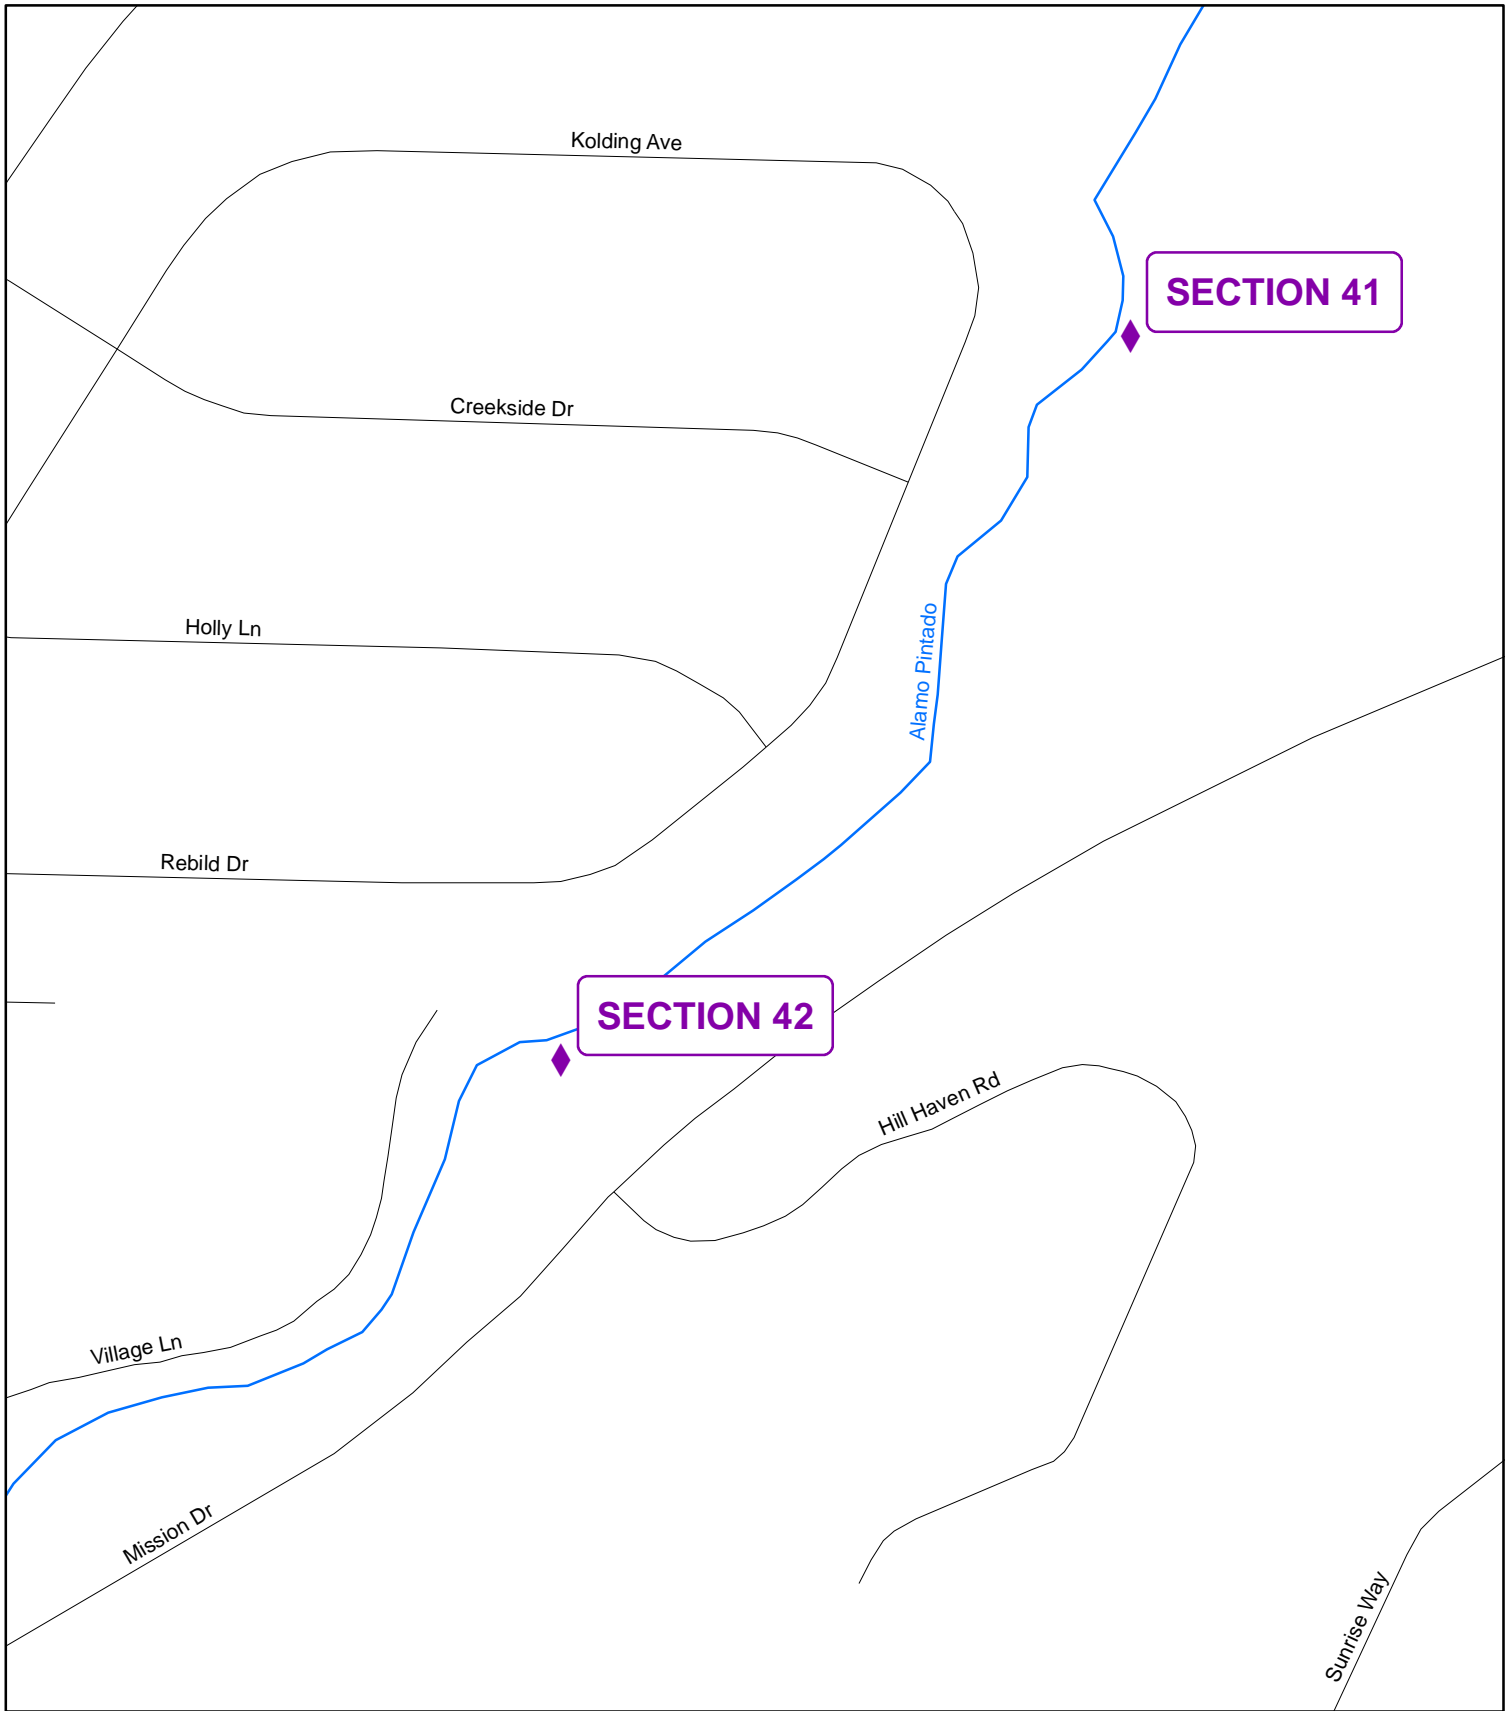 Kolding Ave
SECTION 41
Creekside Dr
Holly Ln
Alamo Pintado
Rebild Dr
SECTION 42
Hill Haven Rd
Village Ln
Mission Dr
Sunrise Way